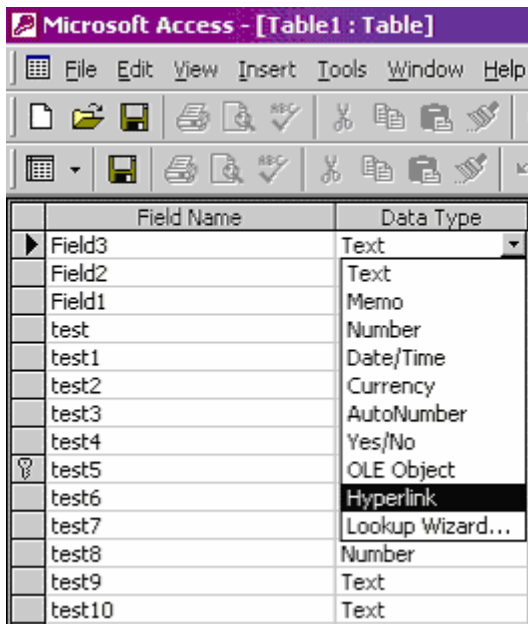 Microsoft Access - [Table1 : Table]
File Edit View Insert Tools Window Help
ABC
ABC
Field Name Data Type
Field3 Text
Field2 Text
Field1 Memo
test Number
test1 Date/Time
test2 Currency
test3 AutoNumber
test4 Yes/No
test5 OLE Object
test6 Hyperlink
test7 Lookup Wizard...
test8 Number
test9 Text
test10 Text